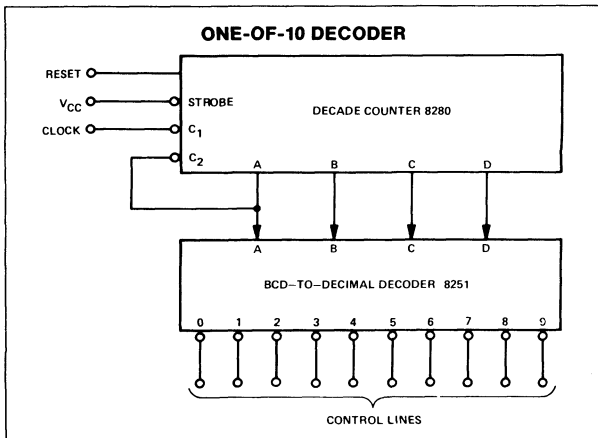 ONE-OF-10 DECODER
RESET
VCC
STROBE
DECADE COUNTER 8280
CLOCK
C1
C2
A B C D
A B C D
BCD-TO-DECIMAL DECODER 8251
0 1 2 3 4 5 6 7 8 9
CONTROL LINES